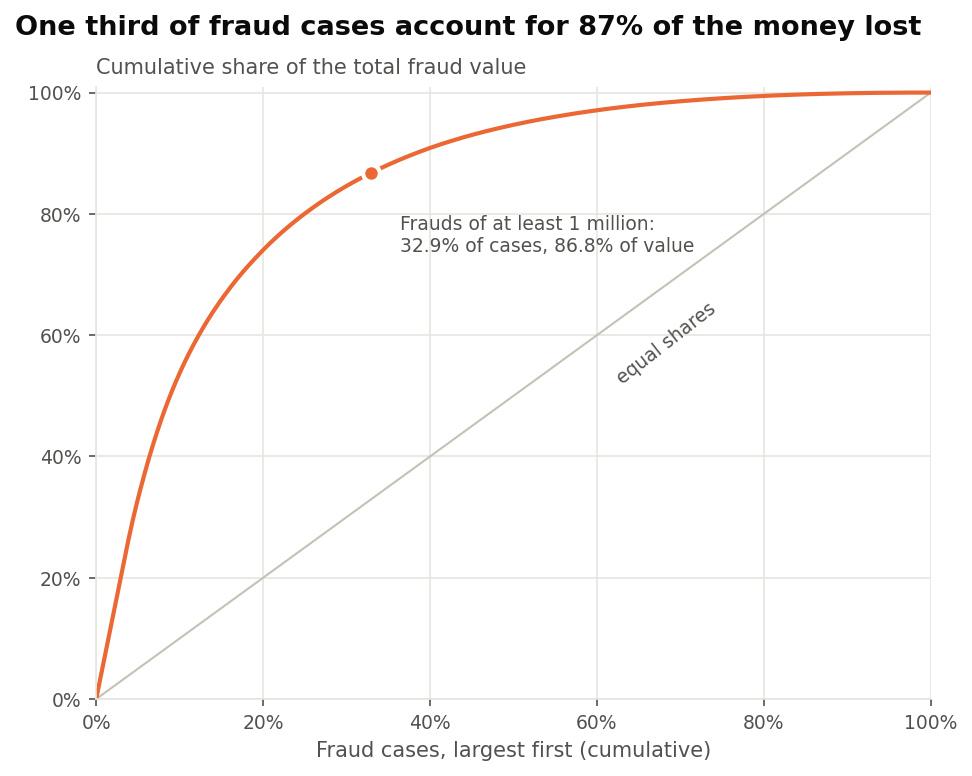 One third of fraud cases account for 87% of the money lost
Cumulative share of the total fraud value
100%
80%
60%
40%
20%
0%
Frauds of at least 1 million:
32.9% of cases, 86.8% of value
equal shares
0%
20%
40%
60%
80%
100%
Fraud cases, largest first (cumulative)